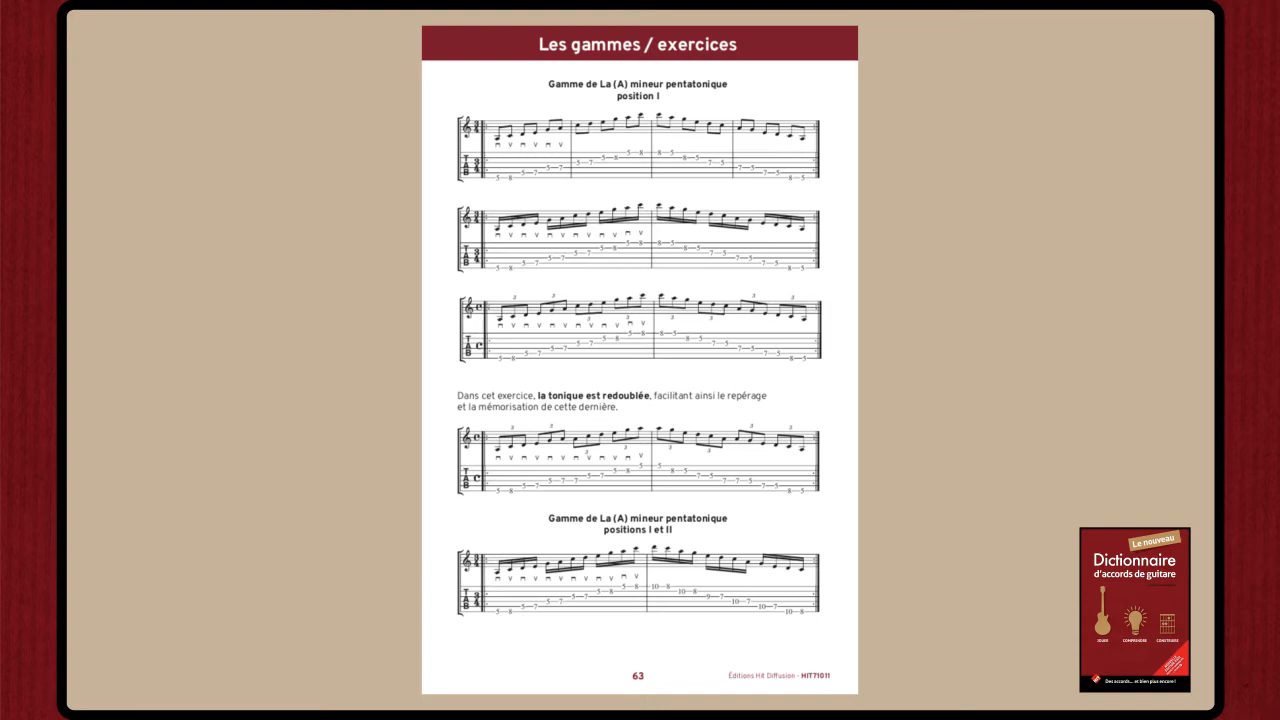 Les gammes / exercices
Gamme de La (A) mineur pentatonique
position I
Dans cet exercice, la tonique est redoublée, facilitant ainsi le repérage
et la mémorisation de cette dernière.
Gamme de La (A) mineur pentatonique
positions I et II
63
Éditions Hit Diffusion - HIT71011
Le nouveau
Dictionnaire
d'accords de guitare
JOUER
COMPRENDRE
CONSTRUIRE
Des accords... et bien plus encore !